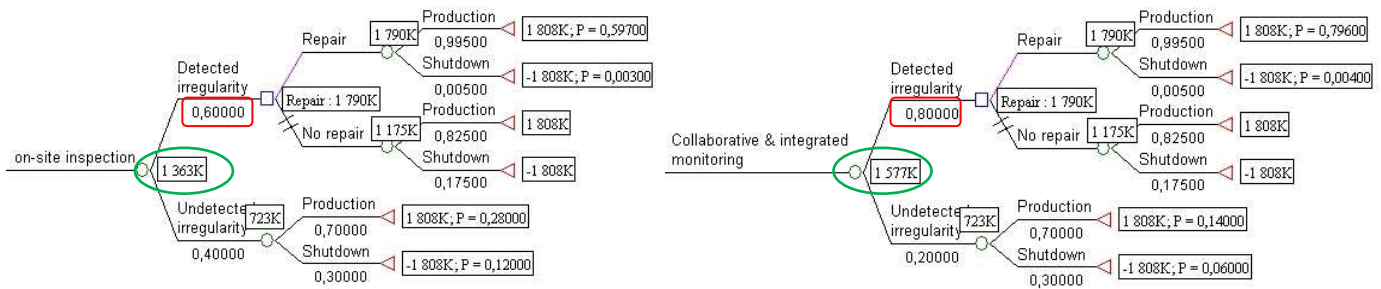 on-site inspection
1 363K
Detected
irregularity
0,60000
Repair : 1 790K
Repair
1 790K
Production
0,99500
1 808K; P = 0,59700
Shutdown
0,00500
-1 808K; P = 0,00300
No repair
1 175K
Production
0,82500
1 808K
Shutdown
0,17500
-1 808K
Undetected
irregularity
0,40000
723K
Production
0,70000
1 808K; P = 0,28000
Shutdown
0,30000
-1 808K; P = 0,12000
Collaborative & integrated
monitoring
1 577K
Detected
irregularity
0,80000
Repair : 1 790K
Repair
1 790K
Production
0,99500
1 808K; P = 0,79600
Shutdown
0,00500
-1 808K; P = 0,00400
No repair
1 175K
Production
0,82500
1 808K
Shutdown
0,17500
-1 808K
Undetected
irregularity
0,20000
723K
Production
0,70000
1 808K; P = 0,14000
Shutdown
0,30000
-1 808K; P = 0,06000